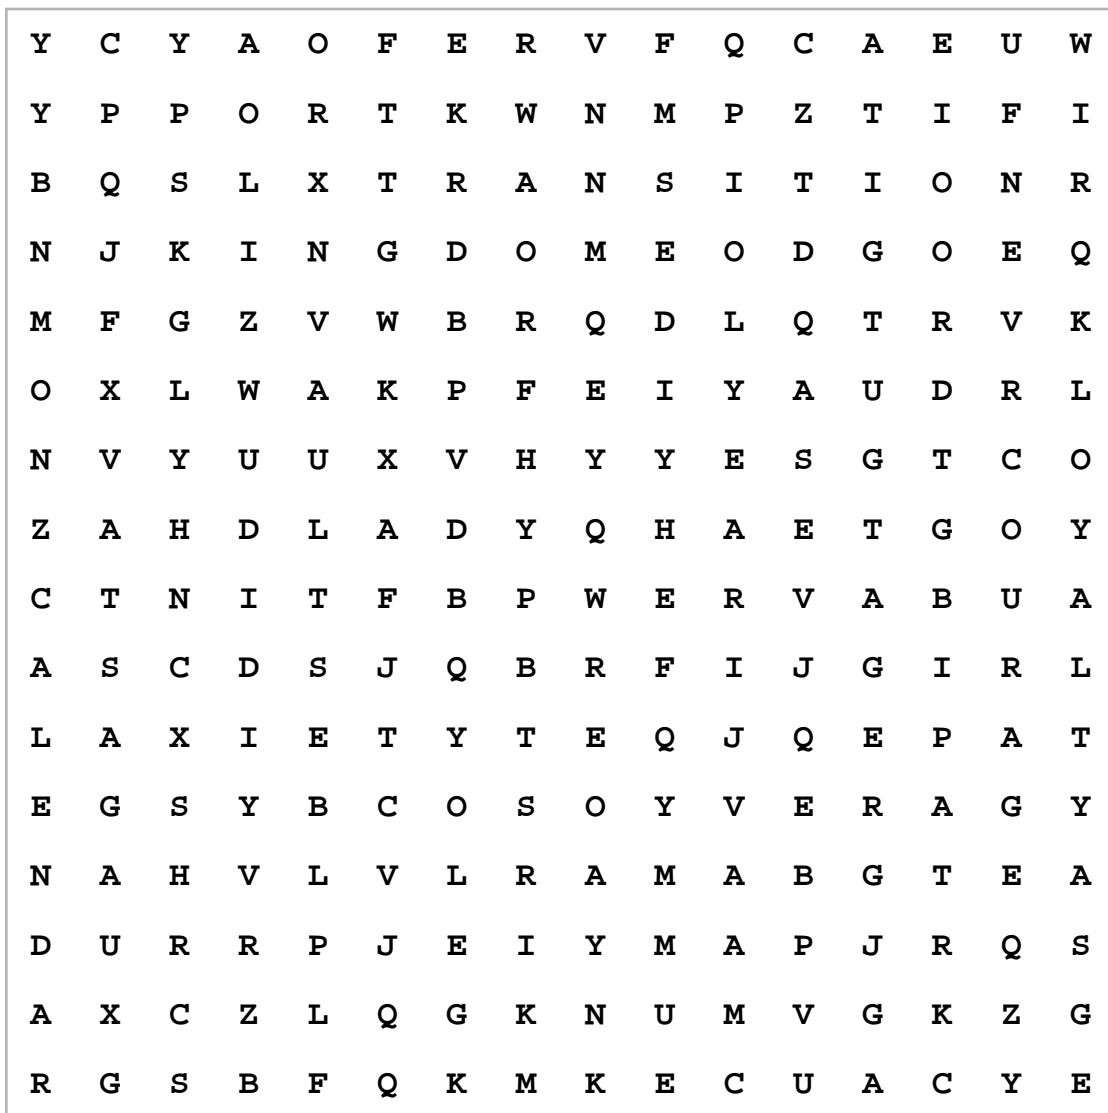 Y C Y A O F E R V F Q C A E U W
Y P P O R T K W N M P Z T I F I
B Q S L X T R A N S I T I O N R
N J K I N G D O M E O D G O E Q
M F G Z V W B R Q D L Q T R V K
O X L W A K P F E I Y A U D R L
N V Y U U X V H Y Y E S G T C O
Z A H D L A D Y Q H A E T G O Y
C T N I T F B P W E R V A B U A
A S C D S J Q B R F I J G I R L
L A X I E T Y T E Q J Q E P A T
E G S Y B C O S O Y V E R A G Y
N A H V L V L R A M A B G T E A
D U R R P J E I Y M A P J R Q S
A X C Z L Q G K N U M V G K Z G
R G S B F Q K M K E C U A C Y E